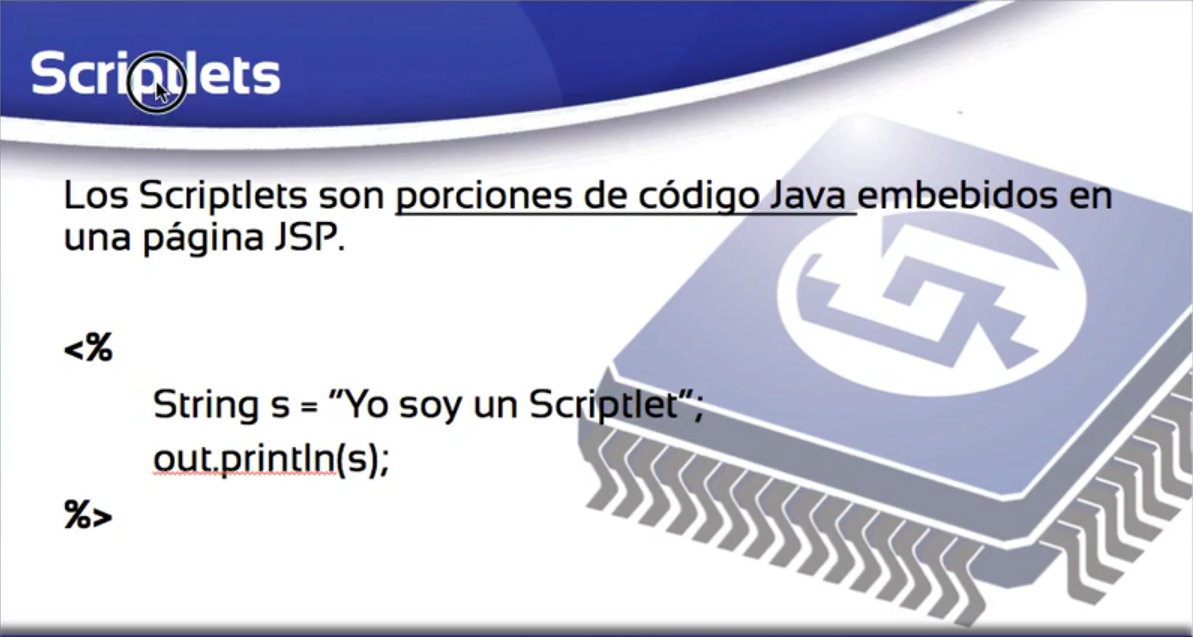 Scriptlets
Los Scriptlets son porciones de código Java embebidos en
una página JSP.
<%
String s = “Yo soy un Scriptlet”;
out.println(s);
%>